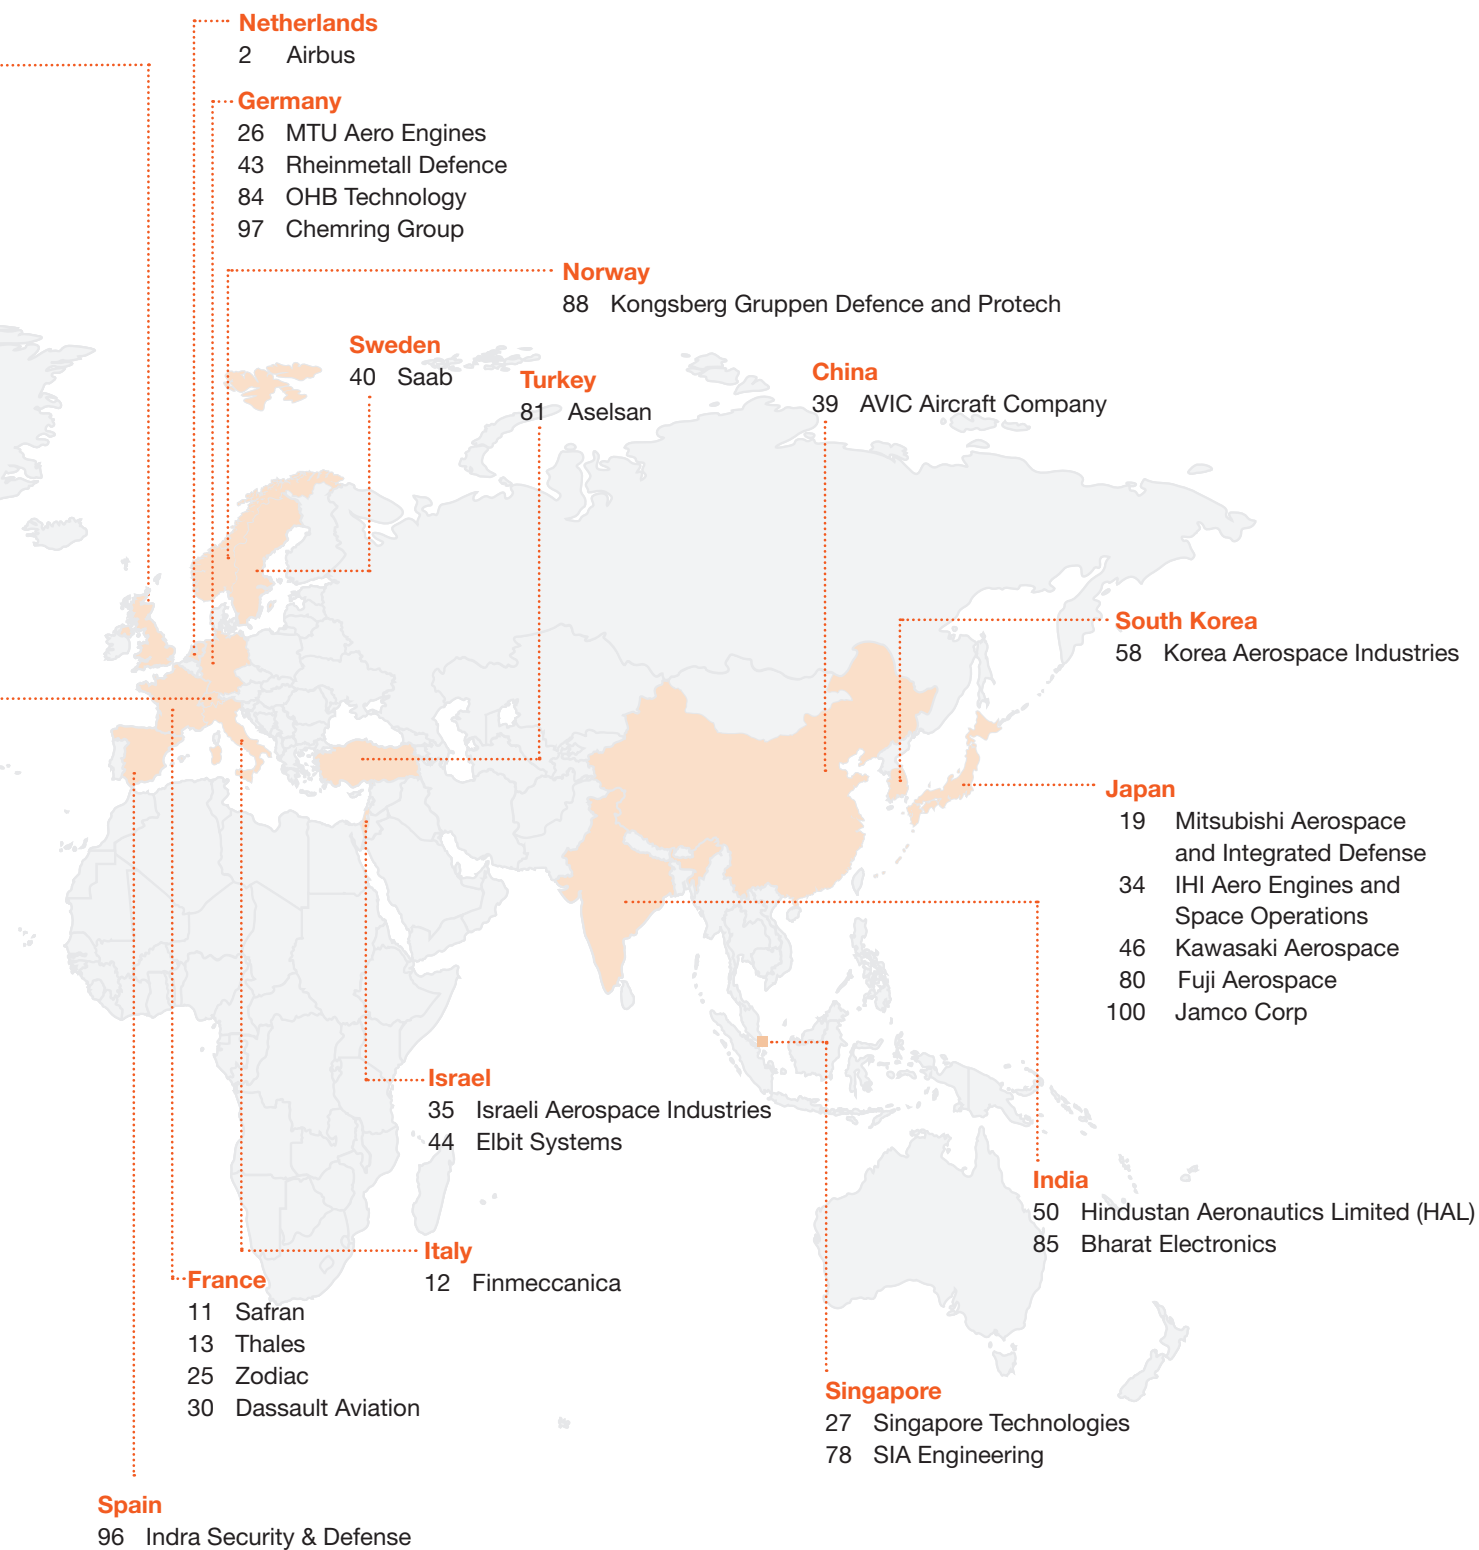 Netherlands
2 Airbus
Germany
26 MTU Aero Engines
43 Rheinmetall Defence
84 OHB Technology
97 Chemring Group
Norway
88 Kongsberg Gruppen Defence and Protech
Sweden
40 Saab
Turkey
81 Aselsan
China
39 AVIC Aircraft Company
South Korea
58 Korea Aerospace Industries
Japan
19 Mitsubishi Aerospace
and Integrated Defense
34 IHI Aero Engines and
Space Operations
46 Kawasaki Aerospace
80 Fuji Aerospace
100 Jamco Corp
Israel
35 Israeli Aerospace Industries
44 Elbit Systems
India
50 Hindustan Aeronautics Limited (HAL)
85 Bharat Electronics
Italy
12 Finmeccanica
France
11 Safran
13 Thales
25 Zodiac
30 Dassault Aviation
Singapore
27 Singapore Technologies
78 SIA Engineering
Spain
96 Indra Security & Defense